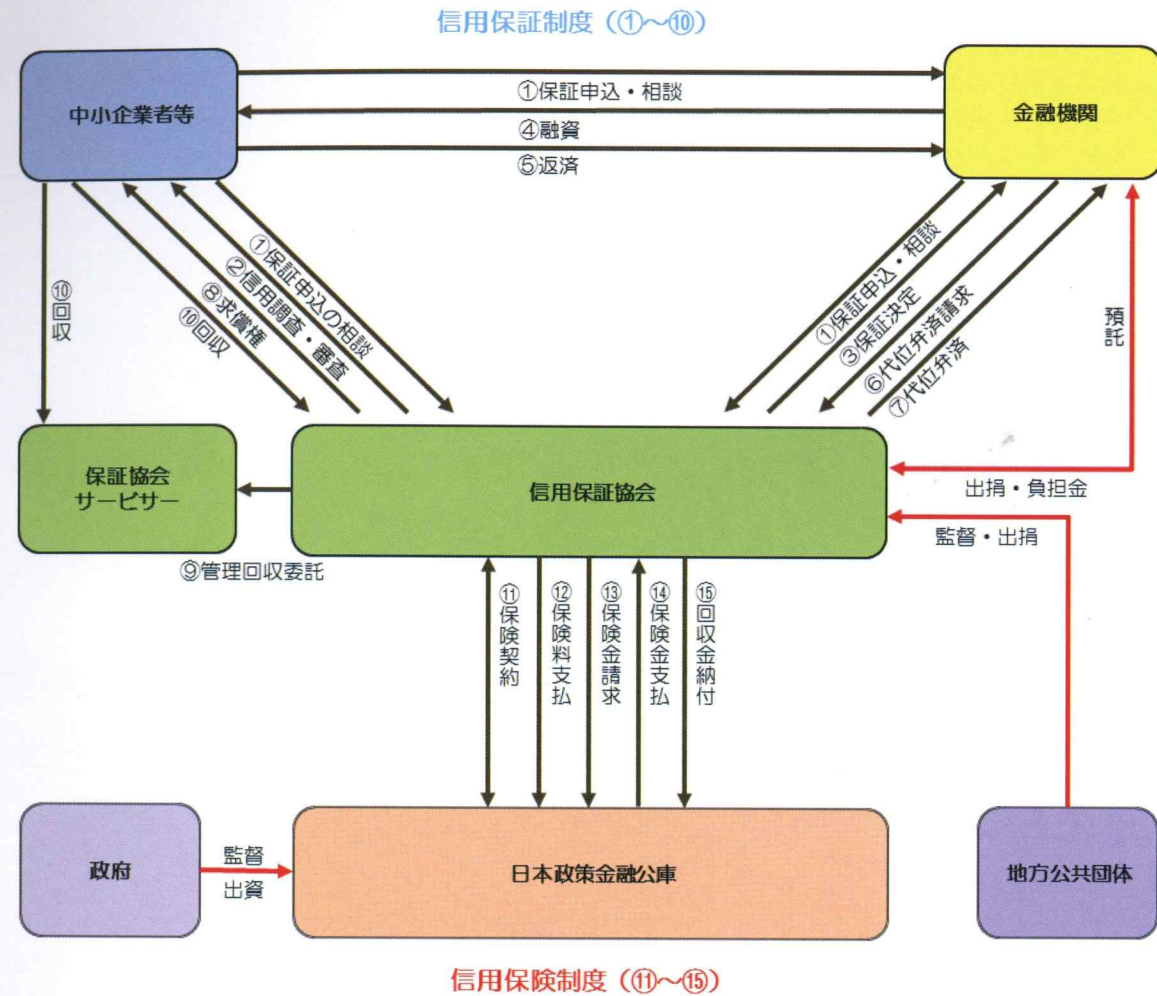 信用保証制度（①～⑩）
中小企業者等
金融機関
①保証申込・相談
④融資
⑤返済
⑩回収
⑩回収
⑧求償権
②信用調査・審査
①保証申込の相談
①保証申込・相談
③保証決定
⑥代位弁済請求
⑦代位弁済
預託
保証協会
サービサー
信用保証協会
出捐・負担金
監督・出捐
⑨管理回収委託
⑪保険契約
⑫保険料支払
⑬保険金請求
⑭保険金支払
⑮回収金納付
政府
監督
出資
日本政策金融公庫
地方公共団体
信用保険制度（⑪～⑮）